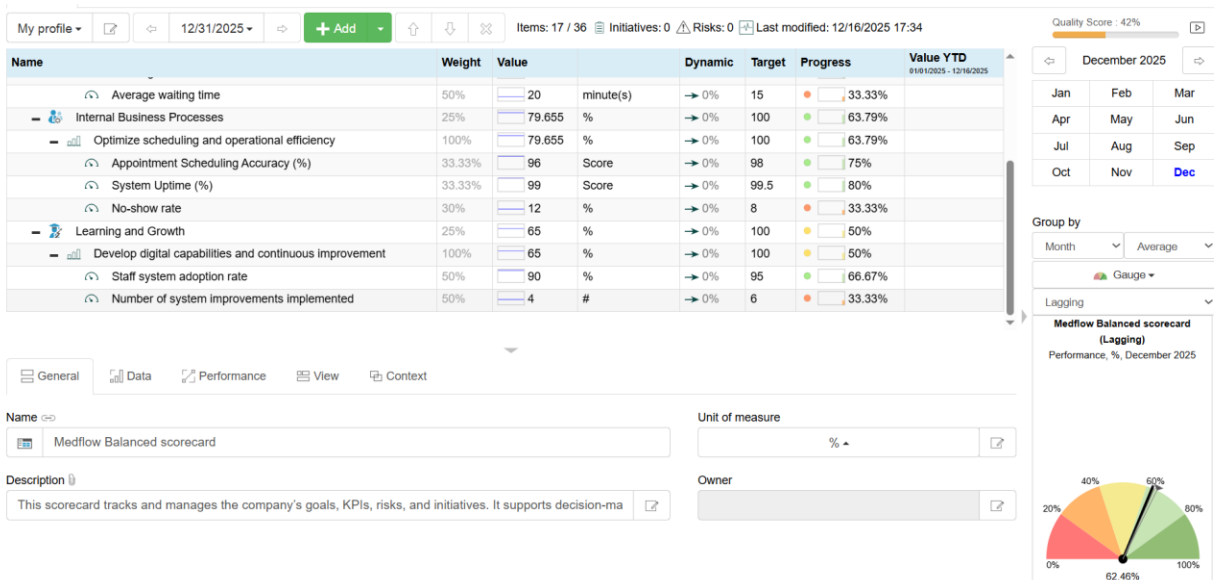 My profile 12/31/2025 + Add Items: 17 / 36 Initiatives: 0 Risks: 0 Last modified: 12/16/2025 17:34
Quality Score : 42%
Name Weight Value Dynamic Target Progress Value YTD
01/01/2025 - 12/16/2025
Average waiting time 50% 20 minute(s) 0% 15 33.33%
Internal Business Processes 25% 79.655 % 0% 100 63.79%
Optimize scheduling and operational efficiency 100% 79.655 % 0% 100 63.79%
Appointment Scheduling Accuracy (%) 33.33% 96 Score 0% 98 75%
System Uptime (%) 33.33% 99 Score 0% 99.5 80%
No-show rate 30% 12 % 0% 8 33.33%
Learning and Growth 25% 65 % 0% 100 50%
Develop digital capabilities and continuous improvement 100% 65 % 0% 100 50%
Staff system adoption rate 50% 90 % 0% 95 66.67%
Number of system improvements implemented 50% 4 # 0% 6 33.33%
December 2025
Jan Feb Mar
Apr May Jun
Jul Aug Sep
Oct Nov Dec
Group by
Month Average
Gauge
Lagging
Medflow Balanced scorecard
(Lagging)
Performance, %, December 2025
40% 60%
20% 80%
0% 100%
62.46%
General Data Performance View Context
Name Unit of measure
Medflow Balanced scorecard %
Description Owner
This scorecard tracks and manages the company's goals, KPIs, risks, and initiatives. It supports decision-ma